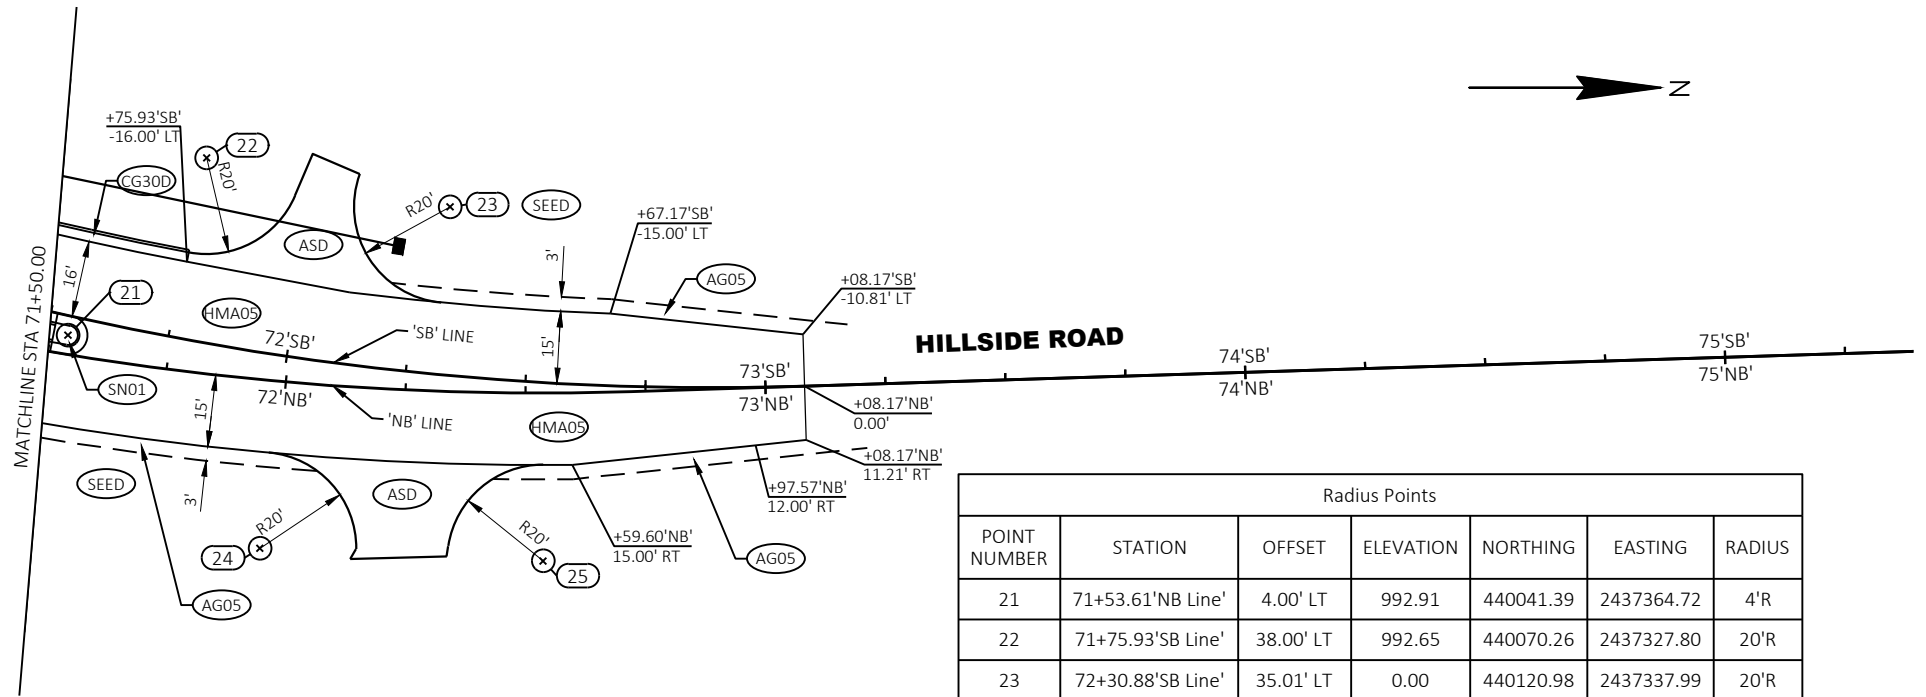 N
+75.93'SB'
-16.00' LT
22
R20'
CG30D
R20'
23
SEED
ASD
+67.17'SB'
-15.00' LT
3'
AG05
+08.17'SB'
-10.81' LT
MATCHLINE STA 71+50.00
16'
21
HMA05
72'SB'
'SB' LINE
15'
HILLSIDE ROAD
73'SB'
74'SB'
75'SB'
SN01
72'NB'
'NB' LINE
15'
HMA05
73'NB'
74'NB'
75'NB'
+08.17'NB'
0.00'
+08.17'NB'
11.21' RT
SEED
3'
ASD
+97.57'NB'
12.00' RT
R20'
24
R20'
25
+59.60'NB'
15.00' RT
AG05
AG05
Radius Points
POINT NUMBER STATION OFFSET ELEVATION NORTHING EASTING RADIUS
21 71+53.61'NB Line' 4.00' LT 992.91 440041.39 2437364.72 4'R
22 71+75.93'SB Line' 38.00' LT 992.65 440070.26 2437327.80 20'R
23 72+30.88'SB Line' 35.01' LT 0.00 440120.98 2437337.99 20'R